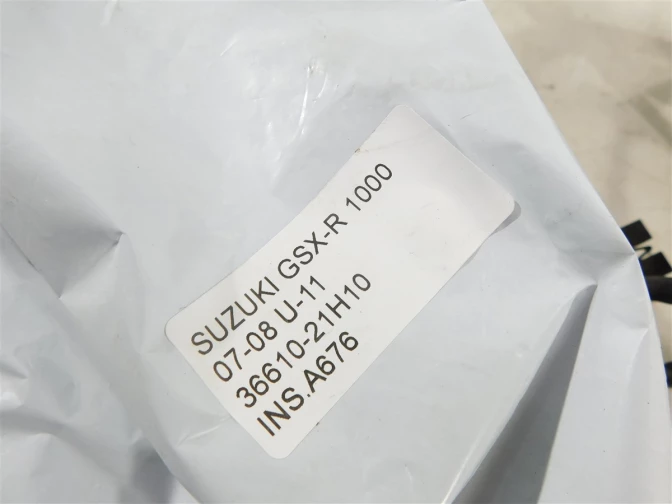 SUZUKI GSX-R 1000
07-08 U-11
36610-21H10
INS.A676